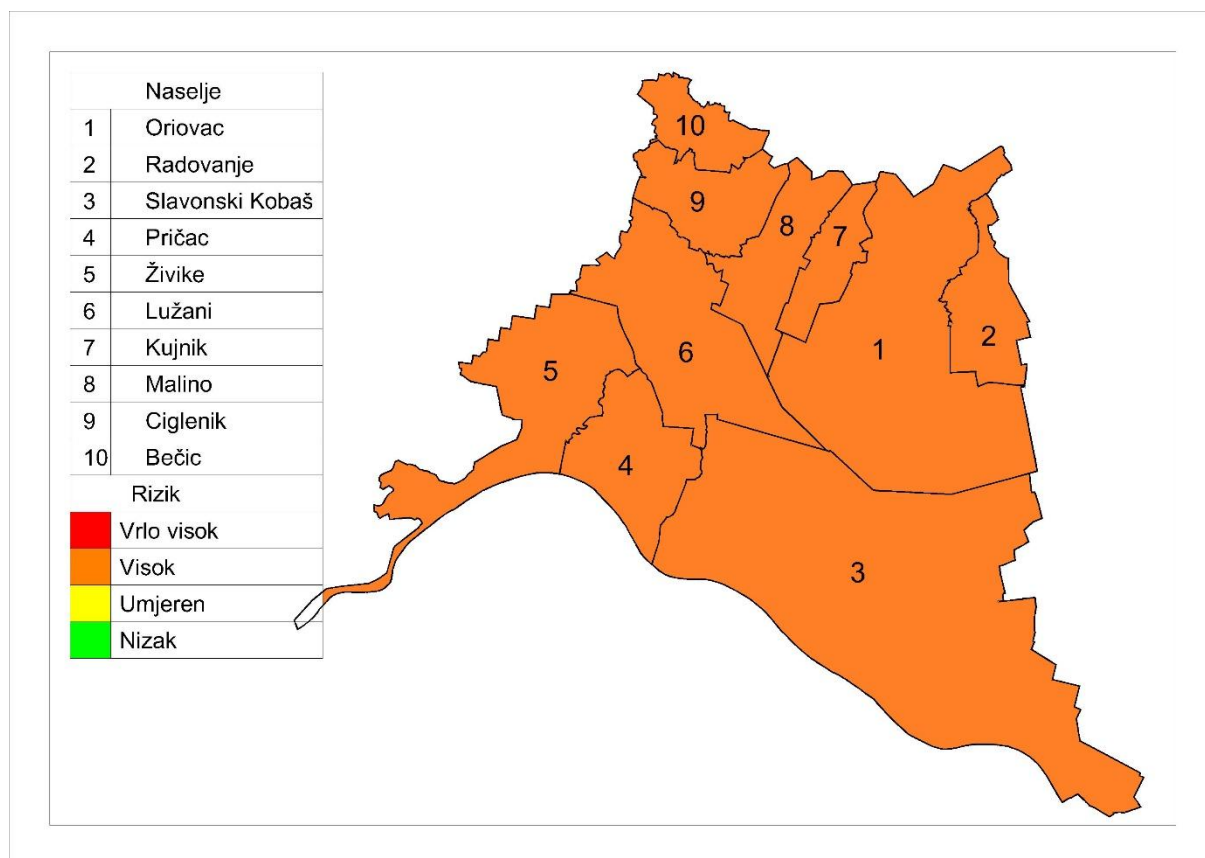 Naselje
1 Oriovac
2 Radovanje
3 Slavonski Kobaš
4 Pričac
5 Živike
6 Lužani
7 Kujnik
8 Malino
9 Ciglenik
10 Bečic
Rizik
Vrlo visok
Visok
Umjeren
Nizak
10
9
8
7
1
2
6
5
4
3